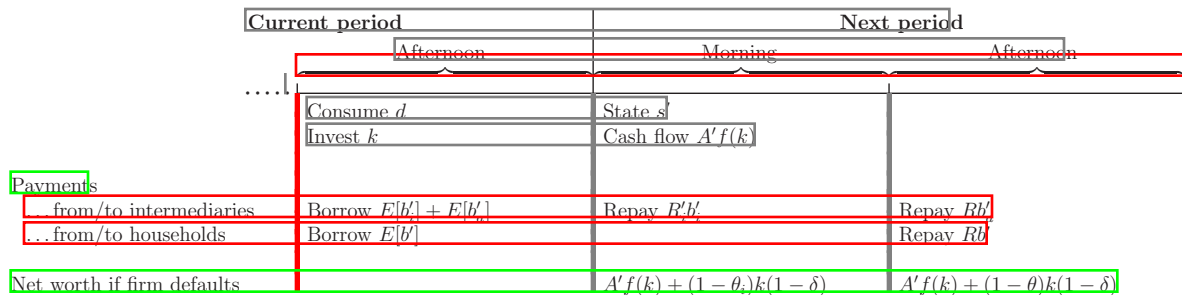 Current period Next period
Afternoon Morning Afternoon
.....
Consume d State s′
Invest k Cash flow A′f(k)
Payments
...from/to intermediaries Borrow E[b′ᵢ] + E[b′ₙ] Repay R′ᵢb′ᵢ Repay Rb′ₙ
...from/to households Borrow E[b′] Repay Rb′
Net worth if firm defaults A′f(k) + (1 − θᵢ)k(1 − δ) A′f(k) + (1 − θ)k(1 − δ)